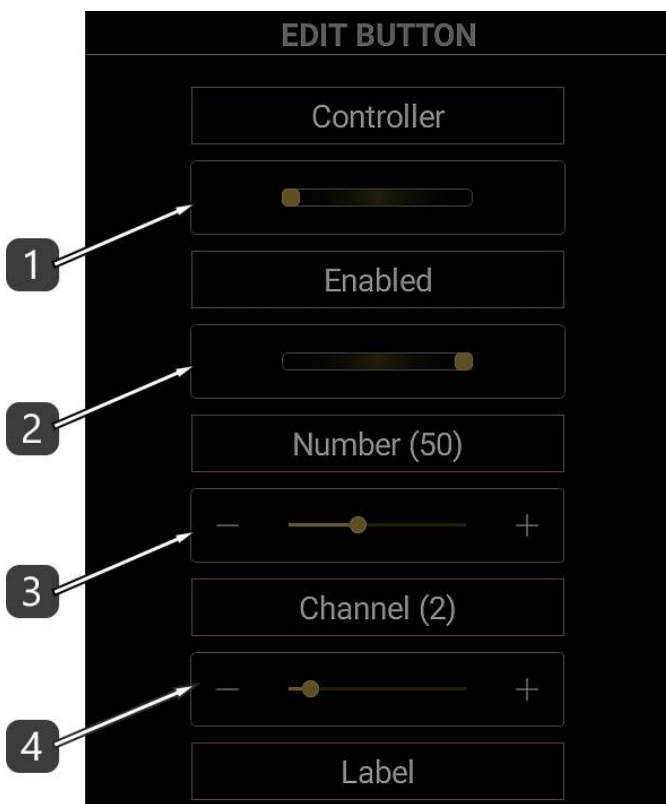 EDIT BUTTON
Controller
1
Enabled
2
Number (50)
3
Channel (2)
4
Label